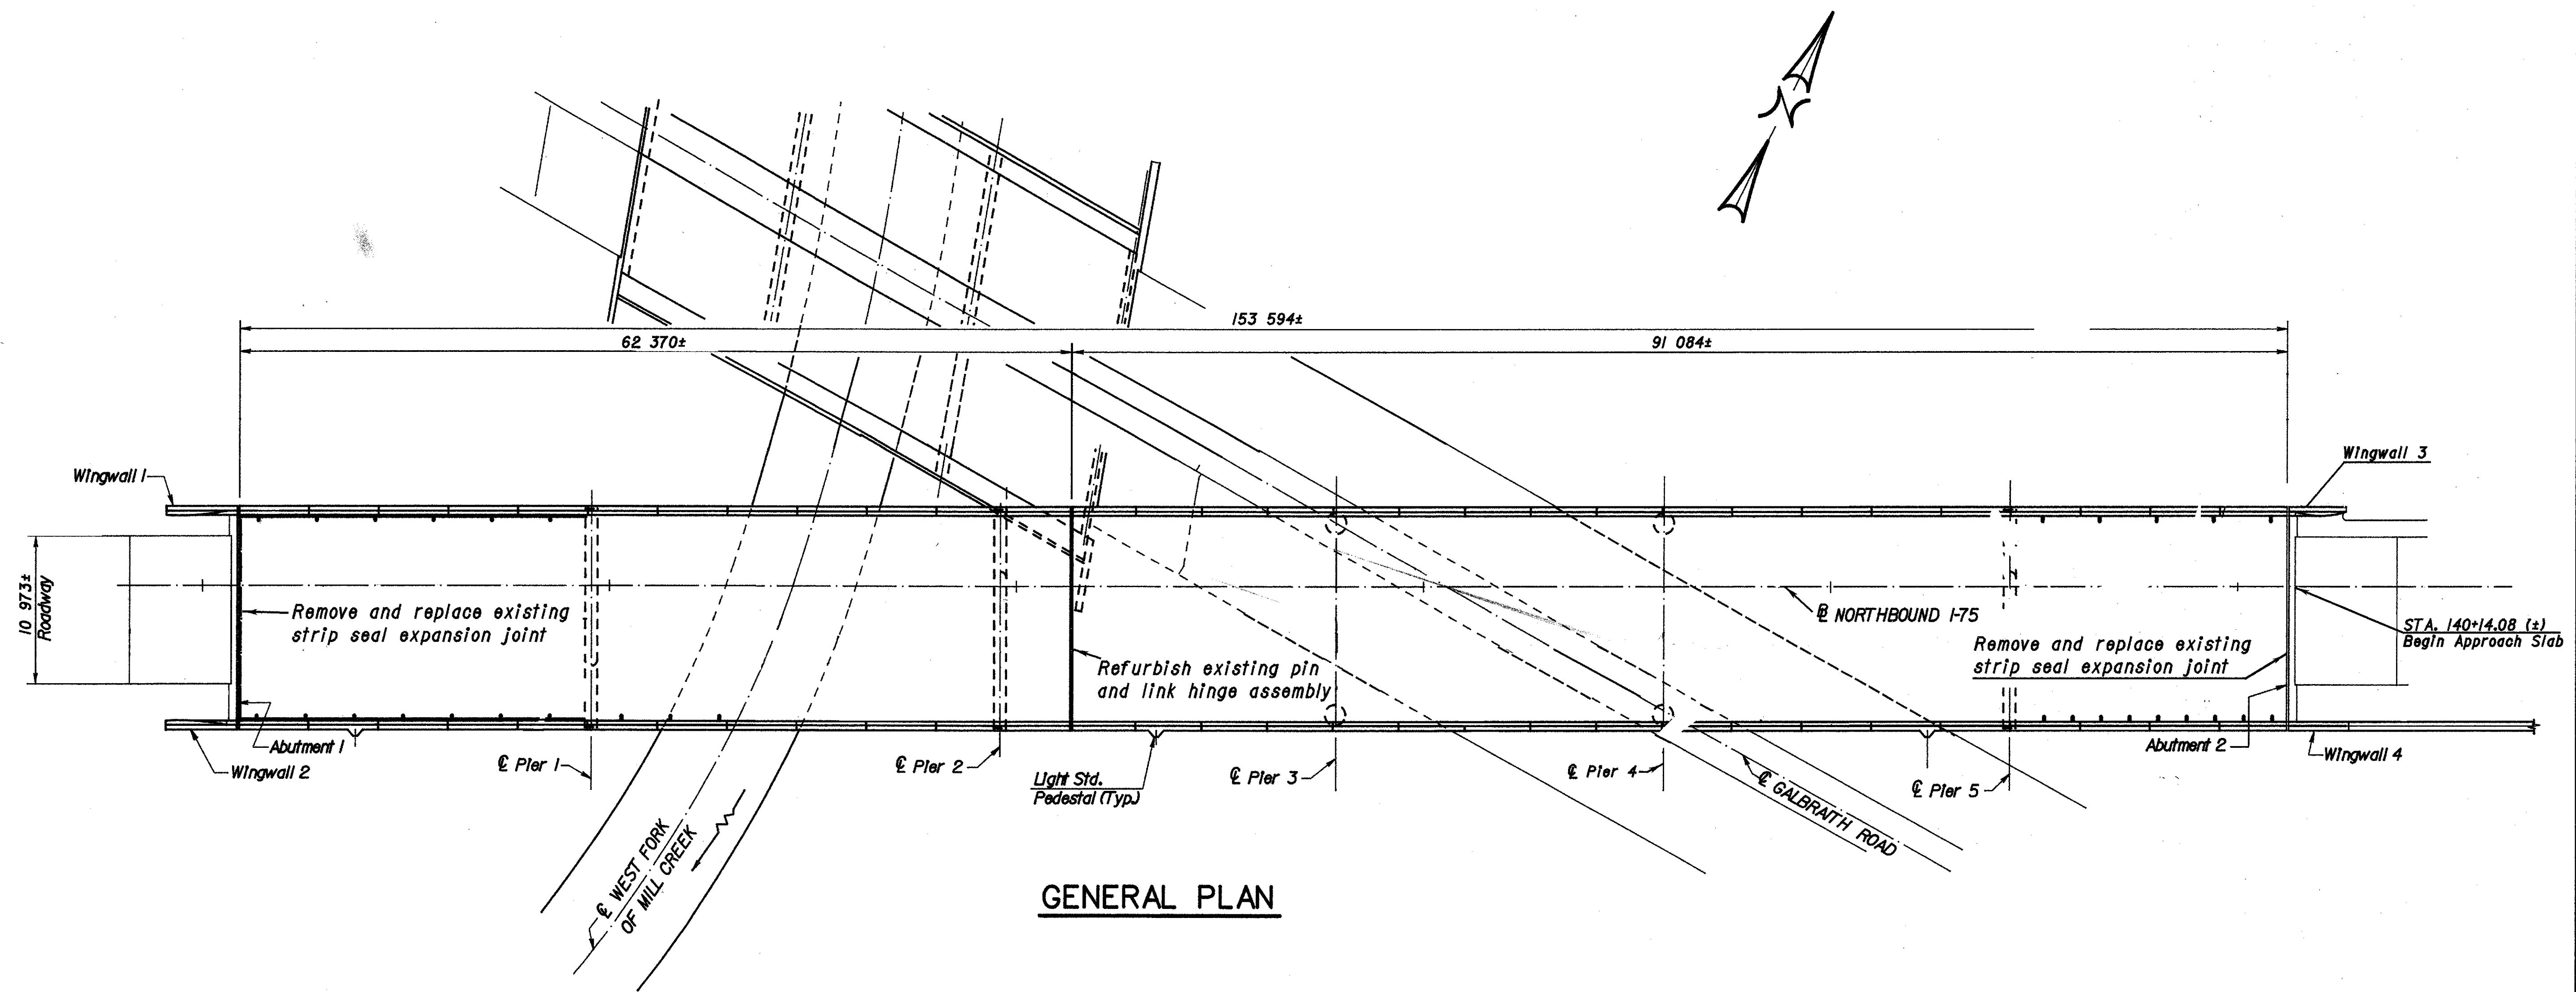 N
153 594±
62 370±
91 084±
Wingwall 1
Wingwall 3
10 973±
Roadway
Remove and replace existing
strip seal expansion joint
℄ NORTHBOUND I-75
STA. 140+14.08 (±)
Begin Approach Slab
Refurbish existing pin
and link hinge assembly
Remove and replace existing
strip seal expansion joint
Abutment 1
Wingwall 2
℄ Pier 1
℄ Pier 2
Light Std.
Pedestal (Typ.)
℄ Pier 3
℄ Pier 4
℄ Pier 5
Abutment 2
Wingwall 4
℄ GALBRAITH ROAD
℄ WEST FORK
OF MILL CREEK
GENERAL PLAN